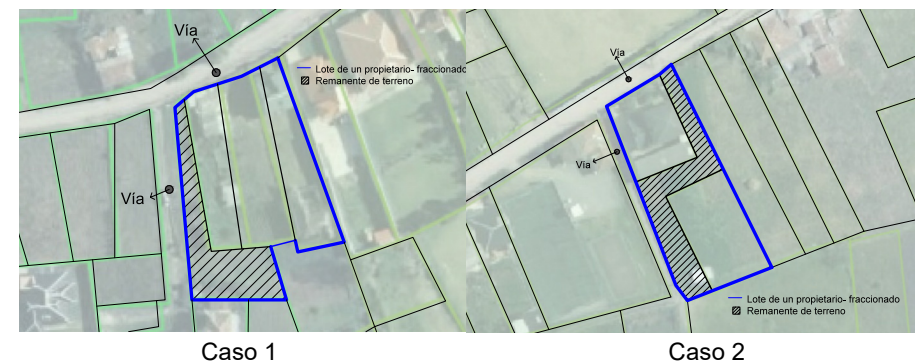 Vía
Vía
Lote de un propietario- fraccionado
Remanente de terreno
Caso 1
Vía
Vía
Lote de un propietario- fraccionado
Remanente de terreno
Caso 2